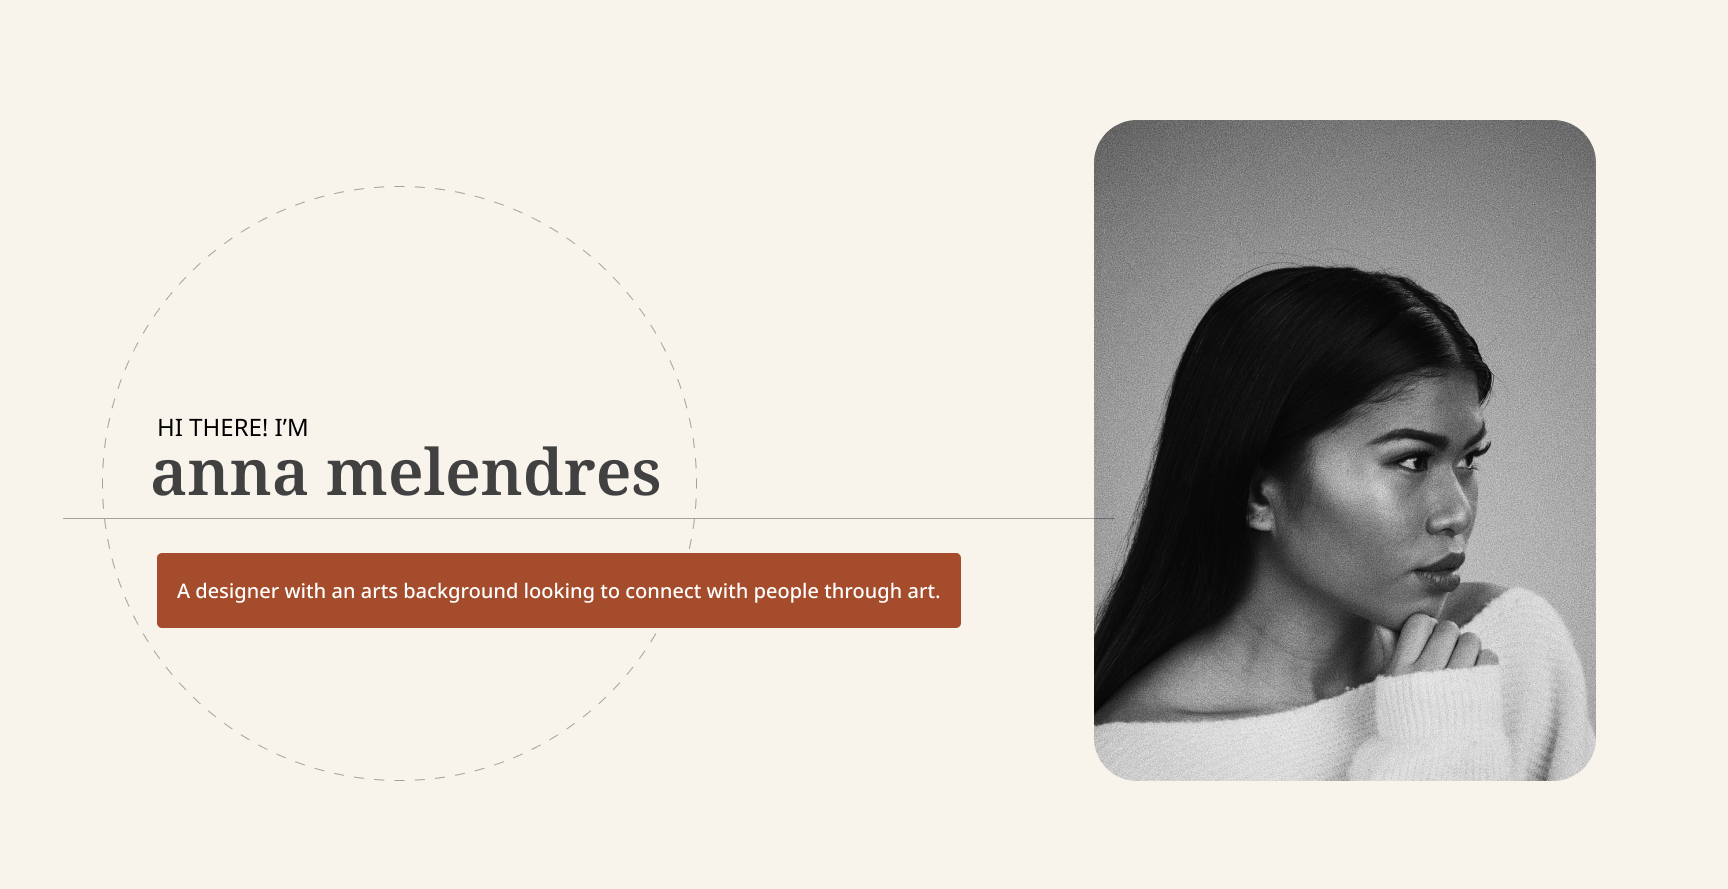 HI THERE! I’M
anna melendres
A designer with an arts background looking to connect with people through art.